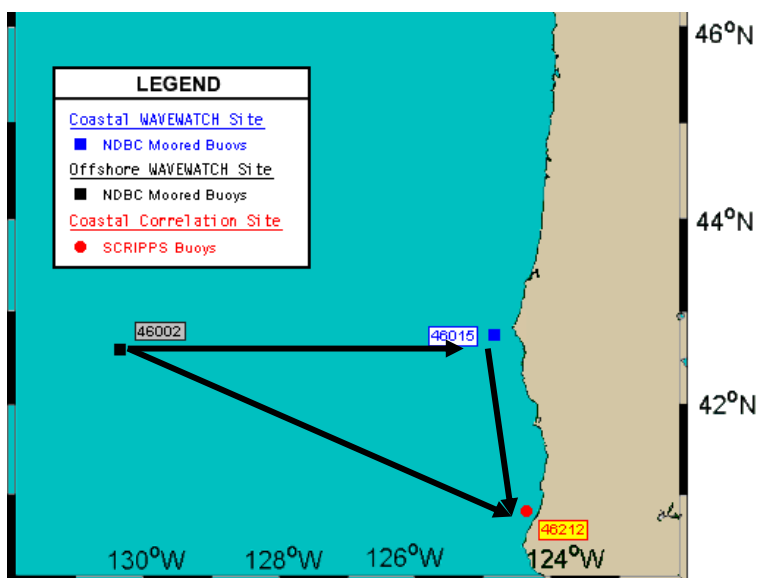 46°N
LEGEND
Coastal WAVEWATCH Site
NDBC Moored Buoys
Offshore WAVEWATCH Site
NDBC Moored Buoys
Coastal Correlation Site
SCRIPPS Buoys
44°N
46002
46015
42°N
46212
130°W 128°W 126°W 124°W